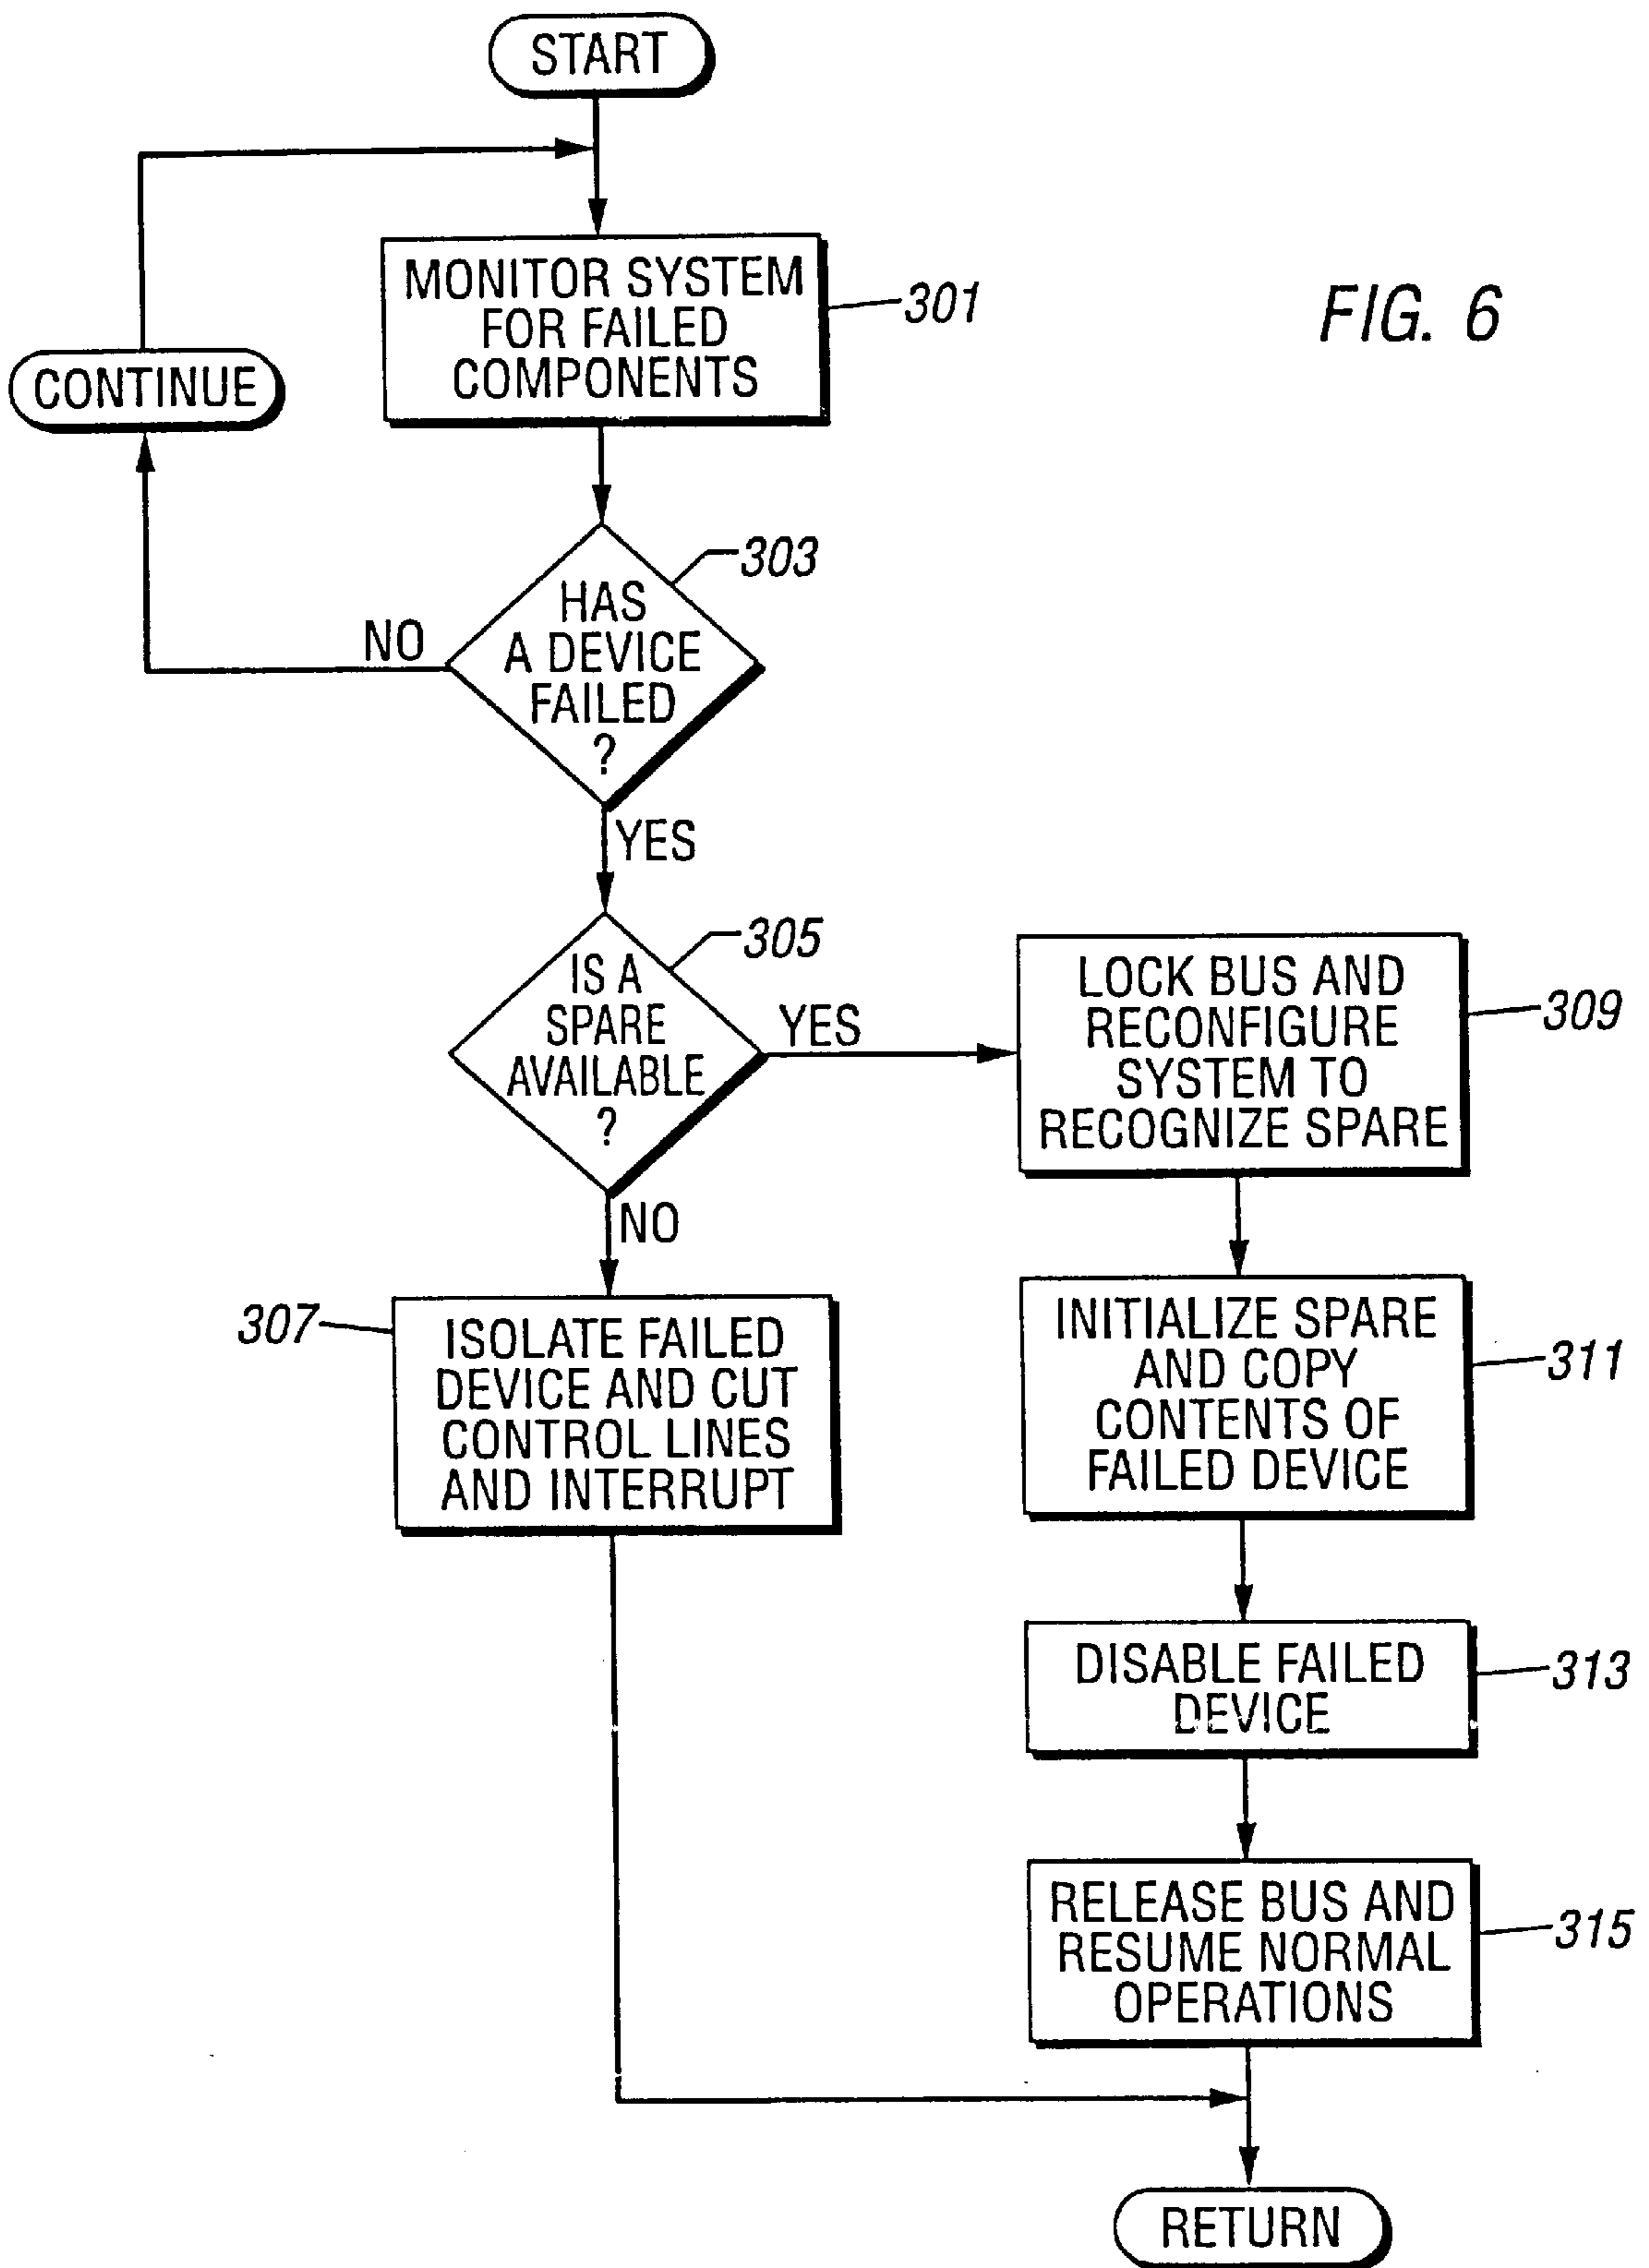 START
MONITOR SYSTEM
FOR FAILED
COMPONENTS
301
FIG. 6
CONTINUE
303
HAS
A DEVICE
FAILED
?
NO
YES
305
IS A
SPARE
AVAILABLE
?
YES
NO
LOCK BUS AND
RECONFIGURE
SYSTEM TO
RECOGNIZE SPARE
309
307
ISOLATE FAILED
DEVICE AND CUT
CONTROL LINES
AND INTERRUPT
INITIALIZE SPARE
AND COPY
CONTENTS OF
FAILED DEVICE
311
DISABLE FAILED
DEVICE
313
RELEASE BUS AND
RESUME NORMAL
OPERATIONS
315
RETURN